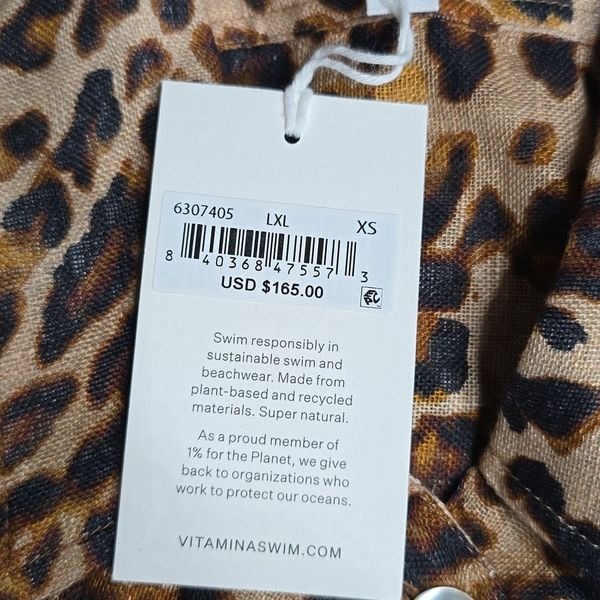 6307405 LXL XS
8 40368 47557 3
USD $165.00
Swim responsibly in
sustainable swim and
beachwear. Made from
plant-based and recycled
materials. Super natural.
As a proud member of
1% for the Planet, we give
back to organizations who
work to protect our oceans.
VITAMINASWIM.COM